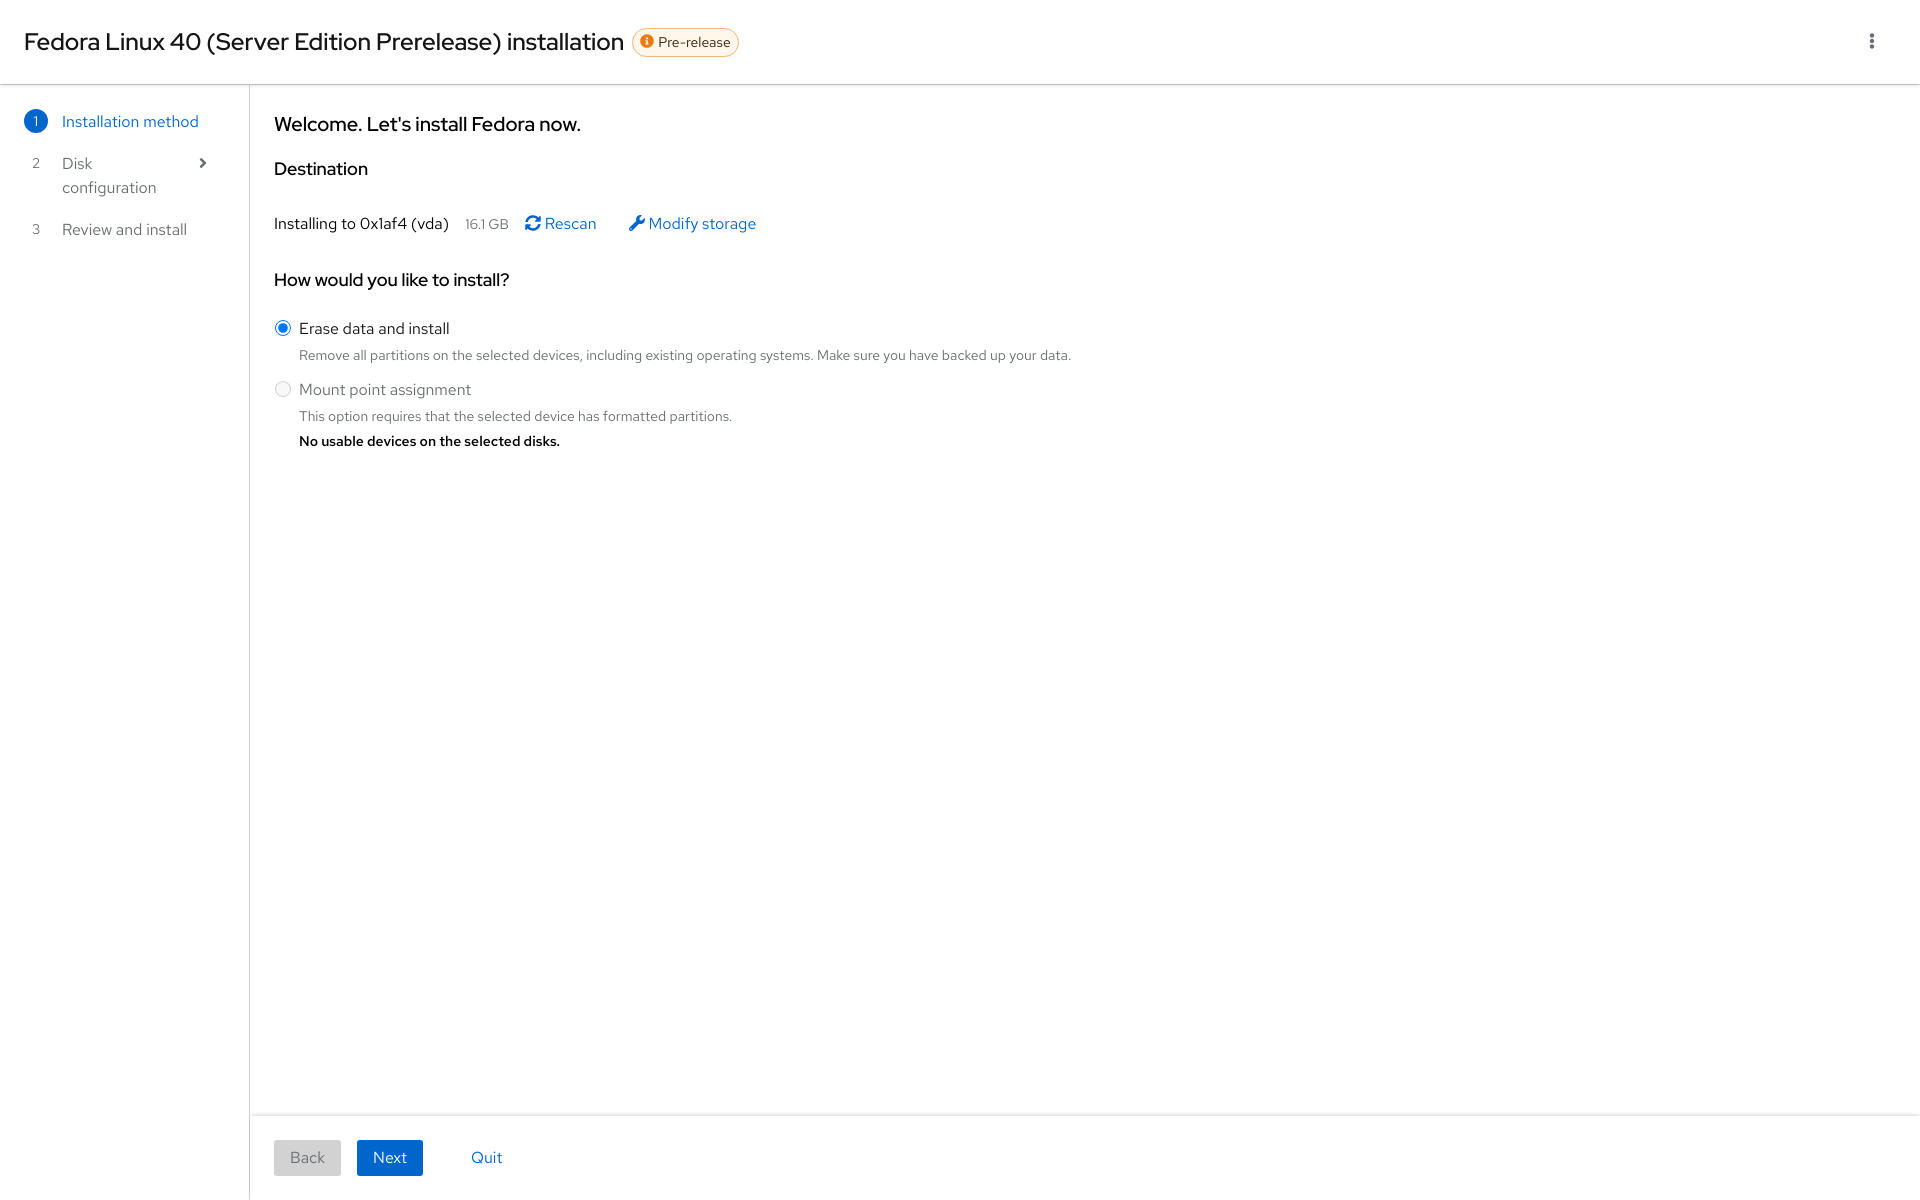 Fedora Linux 40 (Server Edition Prerelease) installation
Pre-release
1 Installation method
2 Disk
configuration
3 Review and install
Welcome. Let's install Fedora now.
Destination
Installing to 0x1af4 (vda) 16.1 GB Rescan Modify storage
How would you like to install?
Erase data and install
Remove all partitions on the selected devices, including existing operating systems. Make sure you have backed up your data.
Mount point assignment
This option requires that the selected device has formatted partitions.
No usable devices on the selected disks.
Back Next Quit